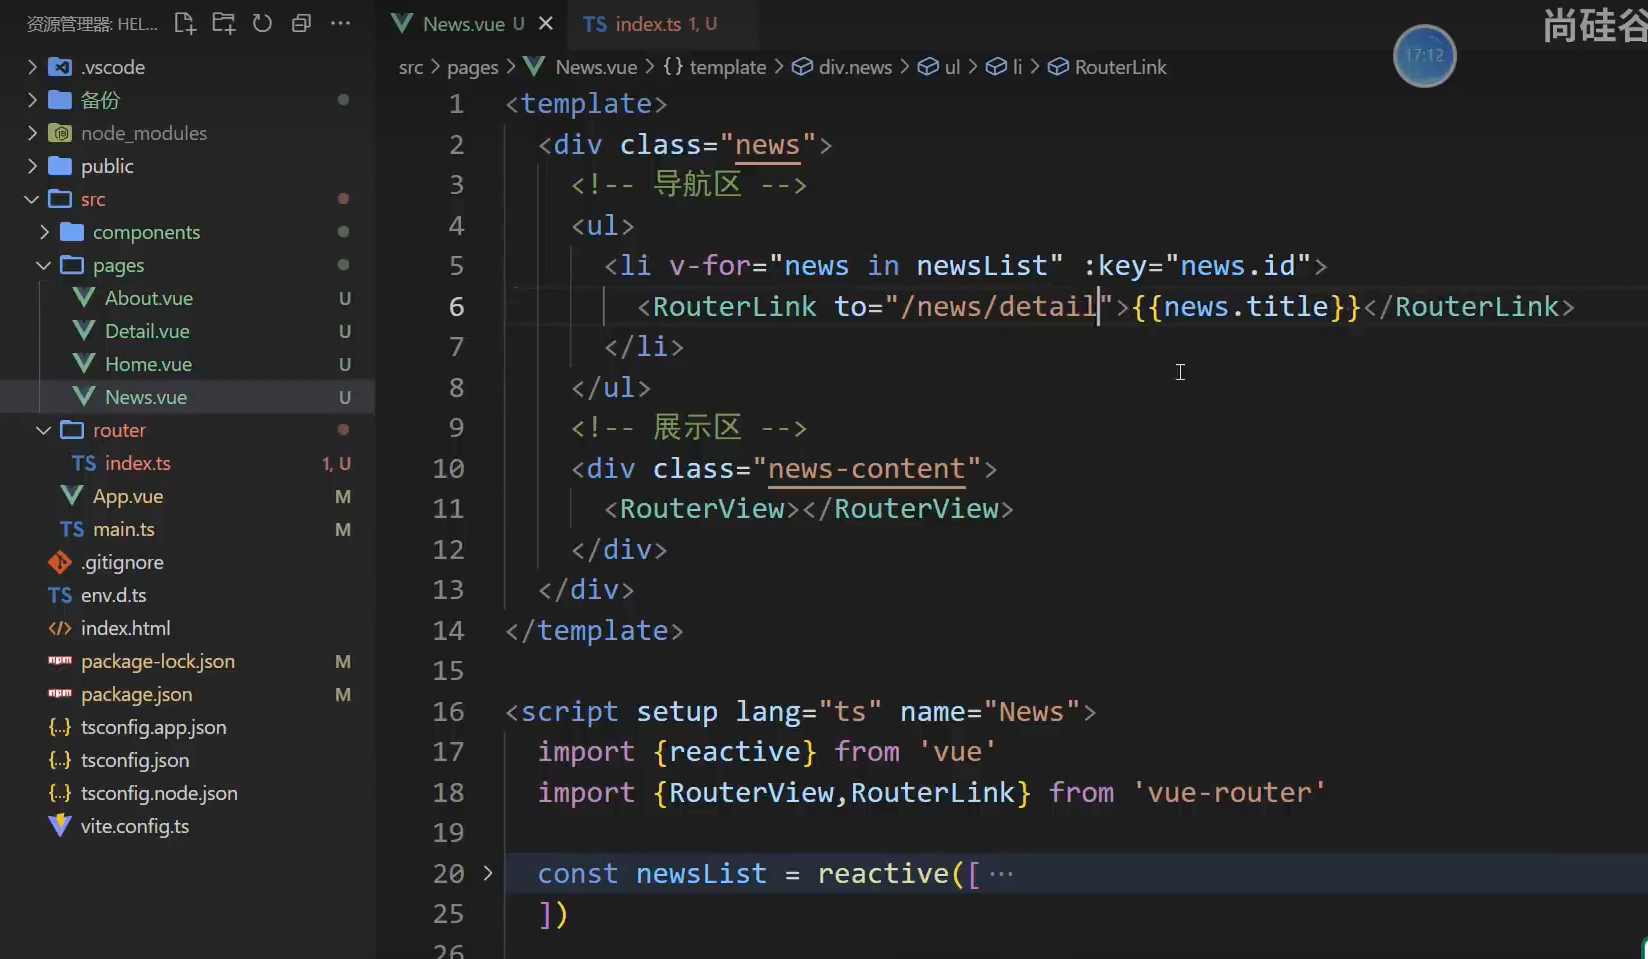 资源管理器: HEL...
.vscode
备份
node_modules
public
src
components
pages
About.vue U
Detail.vue U
Home.vue U
News.vue U
router
TS index.ts 1, U
App.vue M
TS main.ts M
.gitignore
TS env.d.ts
</> index.html
npm package-lock.json M
npm package.json M
{..} tsconfig.app.json
{..} tsconfig.json
{..} tsconfig.node.json
vite.config.ts
News.vue U × TS index.ts 1, U
尚硅谷
17:12
src > pages > News.vue > {} template > div.news > ul > li > RouterLink
1 <template>
2 <div class="news">
3 <!-- 导航区 -->
4 <ul>
5 <li v-for="news in newsList" :key="news.id">
6 <RouterLink to="/news/detail">{{news.title}}</RouterLink>
7 </li>
8 </ul>
9 <!-- 展示区 -->
10 <div class="news-content">
11 <RouterView></RouterView>
12 </div>
13 </div>
14 </template>
15
16 <script setup lang="ts" name="News">
17 import {reactive} from 'vue'
18 import {RouterView,RouterLink} from 'vue-router'
19
20 > const newsList = reactive([ ···
25 ])
26